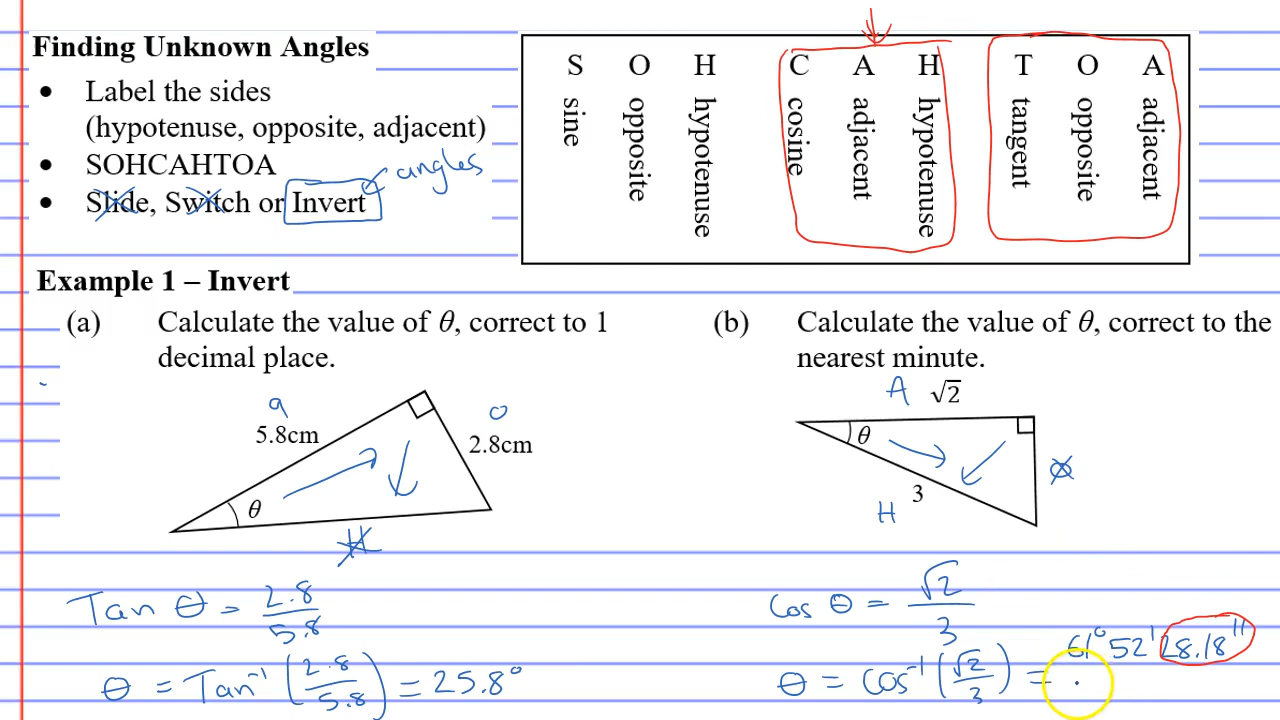 Finding Unknown Angles
• Label the sides
(hypotenuse, opposite, adjacent)
• SOHCAHTOA
angles
• Slide, Switch or Invert
S O H C A H T O A
sine opposite hypotenuse cosine adjacent hypotenuse tangent opposite adjacent
Example 1 – Invert
(a) Calculate the value of θ, correct to 1
decimal place.
a
5.8cm
O
2.8cm
θ
H
Tan θ = 2.8/5.8
θ = Tan⁻¹ (2.8/5.8) = 25.8°
(b) Calculate the value of θ, correct to the
nearest minute.
A √2
θ
O
3
H
Cos θ = √2/3
61° 52' 28.18''
θ = Cos⁻¹ (√2/3) =